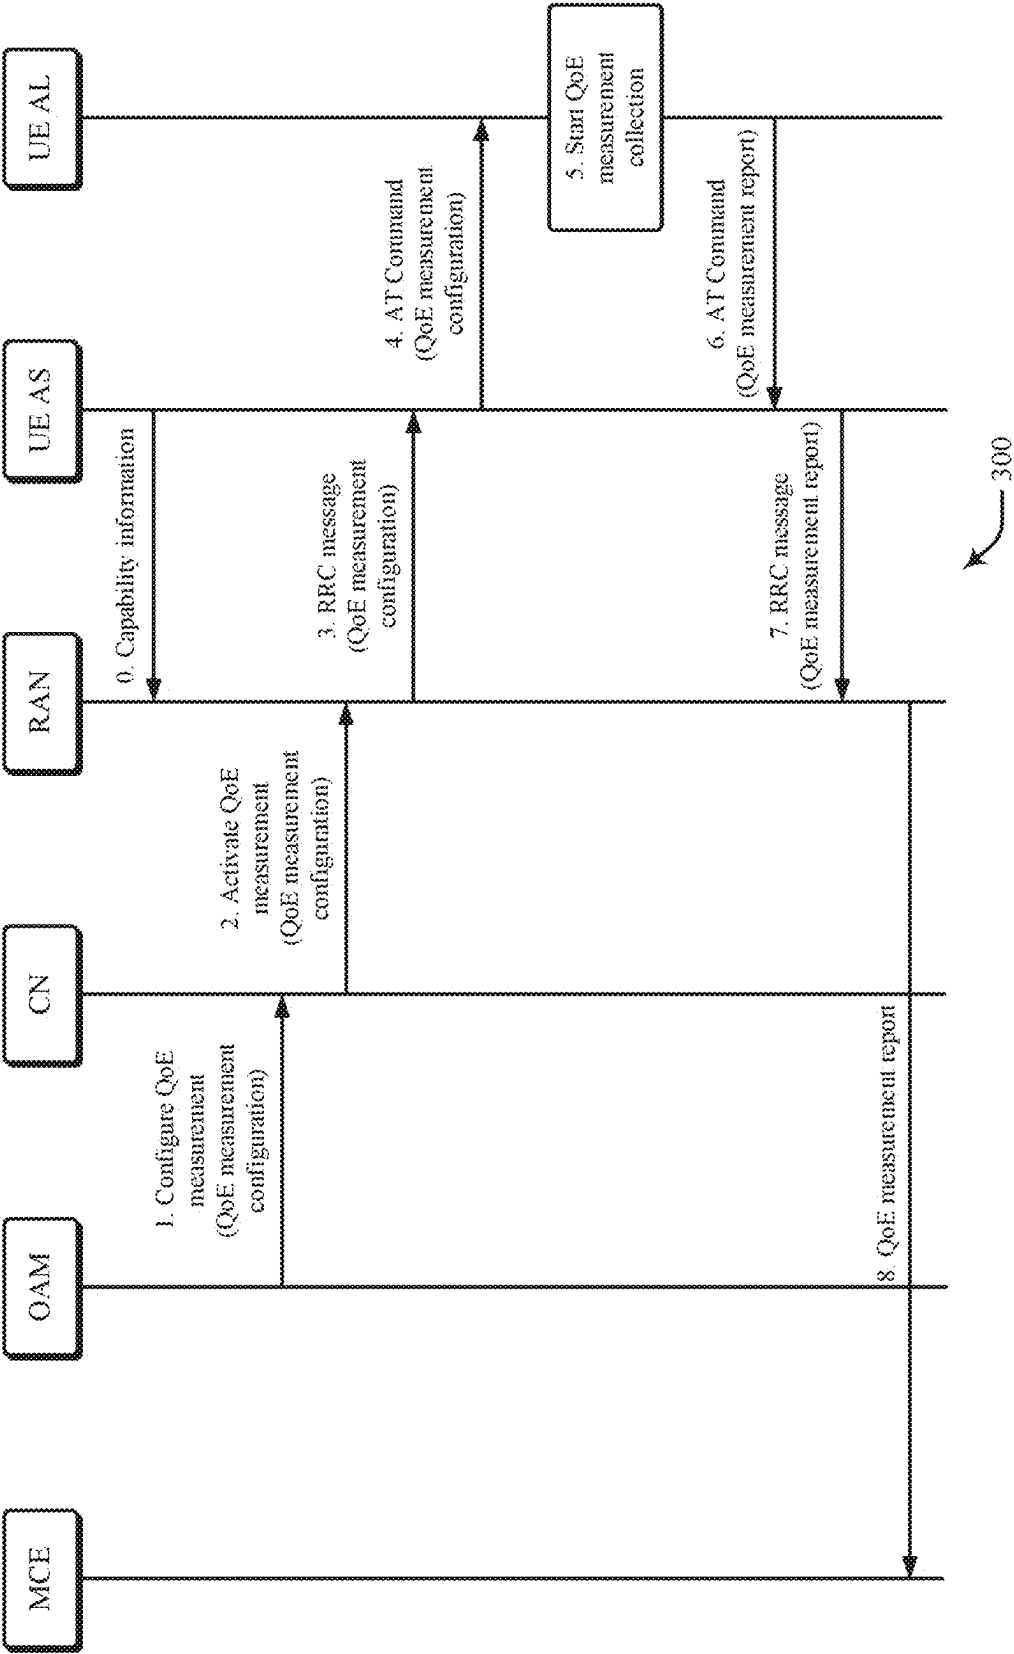 MCE
OAM
CN
RAN
UE AS
UE AL
0. Capability information
1. Configure QoE
measurement
(QoE measurement
configuration)
2. Activate QoE
measurement
(QoE measurement
configuration)
3. RRC message
(QoE measurement
configuration)
4. AT Command
(QoE measurement
configuration)
5. Start QoE
measurement
collection
6. AT Command
(QoE measurement report)
7. RRC message
(QoE measurement report)
8. QoE measurement report
300